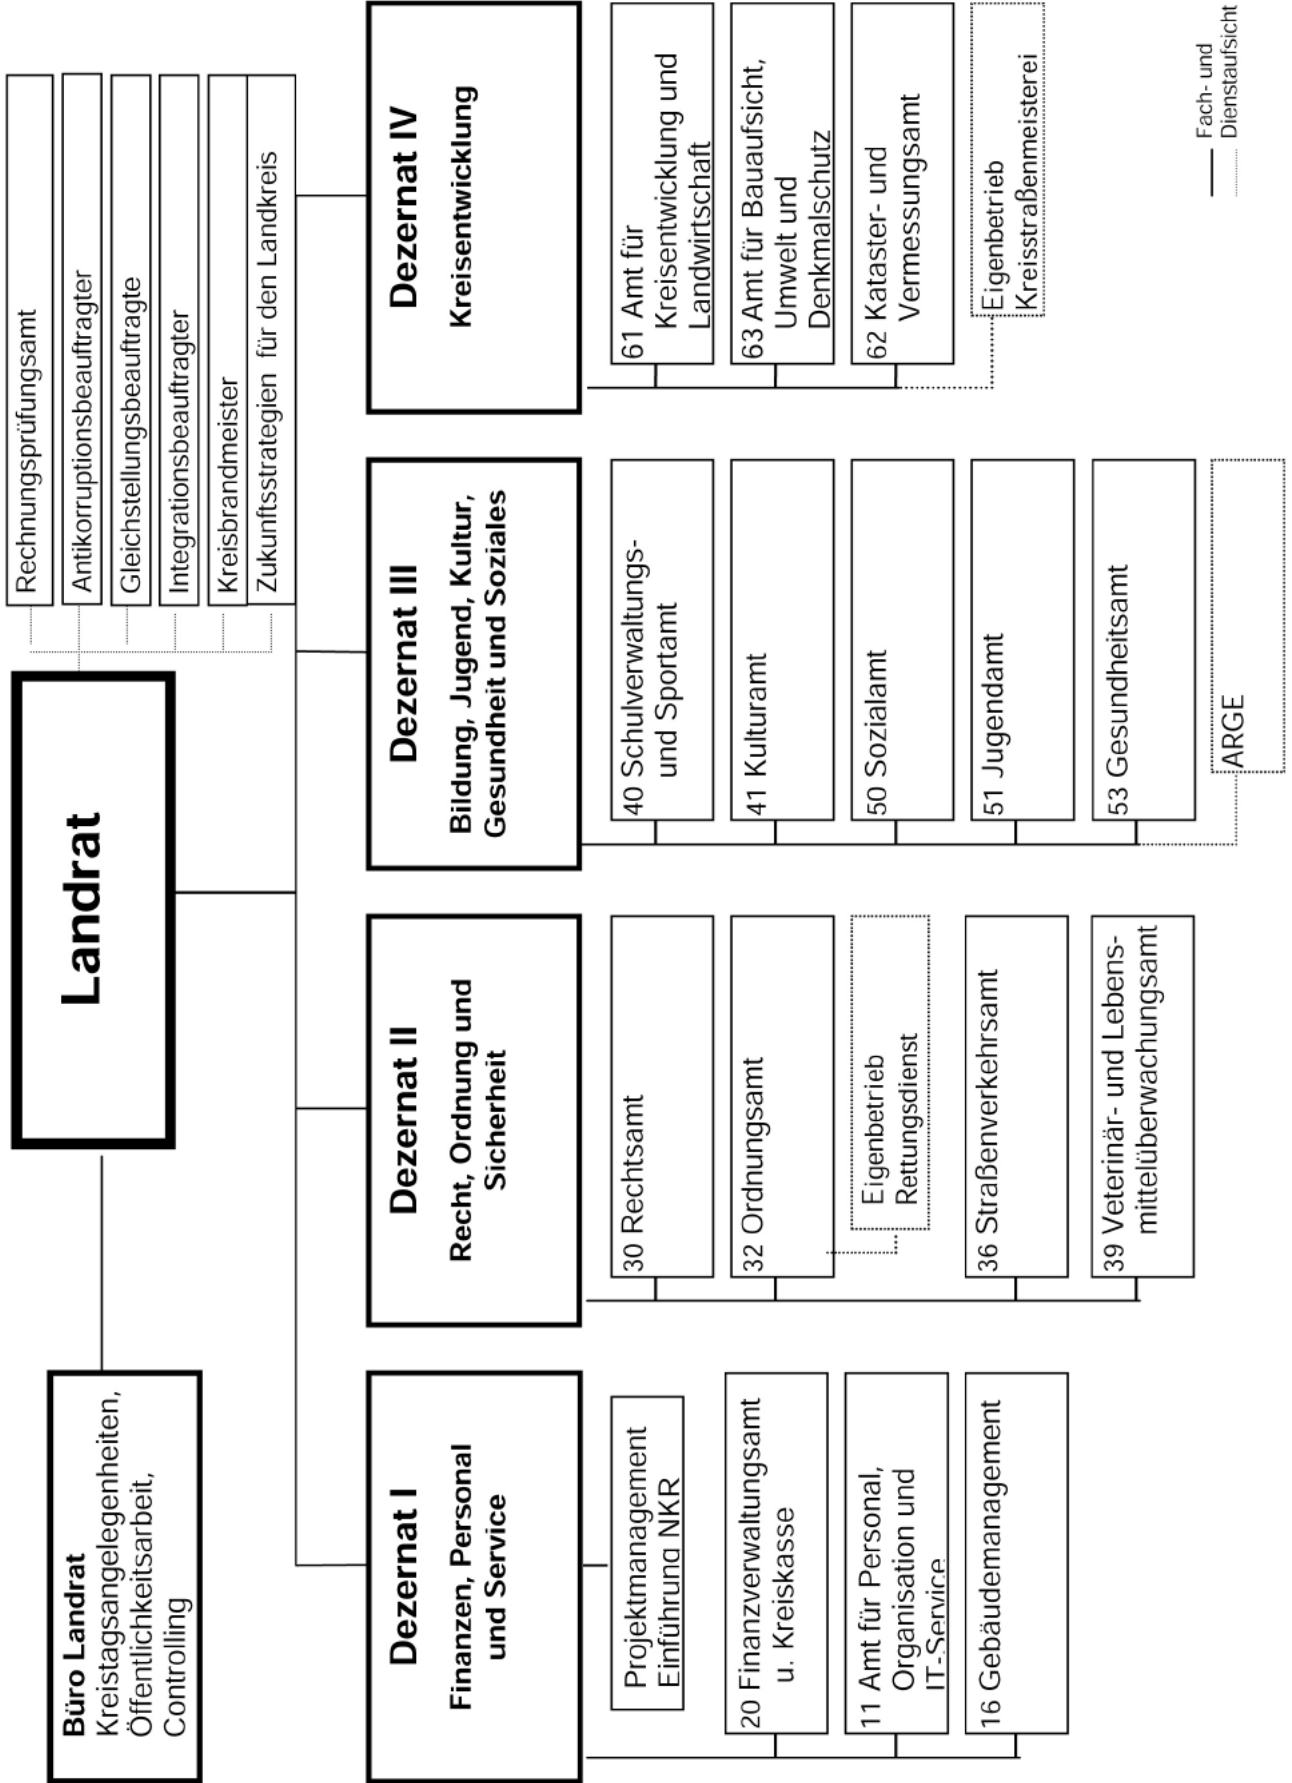 Büro Landrat
Kreistagsangelegenheiten,
Öffentlichkeitsarbeit,
Controlling
Landrat
Rechnungsprüfungsamt
Antikorruptionsbeauftragter
Gleichstellungsbeauftragte
Integrationsbeauftragter
Kreisbrandmeister
Zukunftsstrategien für den Landkreis
Dezernat I
Finanzen, Personal
und Service
Projektmanagement
Einführung NKR
20 Finanzverwaltungsamt
u. Kreiskasse
11 Amt für Personal,
Organisation und
IT-Service
16 Gebäudemanagement
Dezernat II
Recht, Ordnung und
Sicherheit
30 Rechtsamt
32 Ordnungsamt
Eigenbetrieb
Rettungsdienst
36 Straßenverkehrsamt
39 Veterinär- und Lebens-
mittelüberwachungsamt
Dezernat III
Bildung, Jugend, Kultur,
Gesundheit und Soziales
40 Schulverwaltungs-
und Sportamt
41 Kulturamt
50 Sozialamt
51 Jugendamt
53 Gesundheitsamt
ARGE
Dezernat IV
Kreisentwicklung
61 Amt für
Kreisentwicklung und
Landwirtschaft
63 Amt für Bauaufsicht,
Umwelt und
Denkmalschutz
62 Kataster- und
Vermessungsamt
Eigenbetrieb
Kreisstraßenmeisterei
Fach- und
Dienstaufsicht